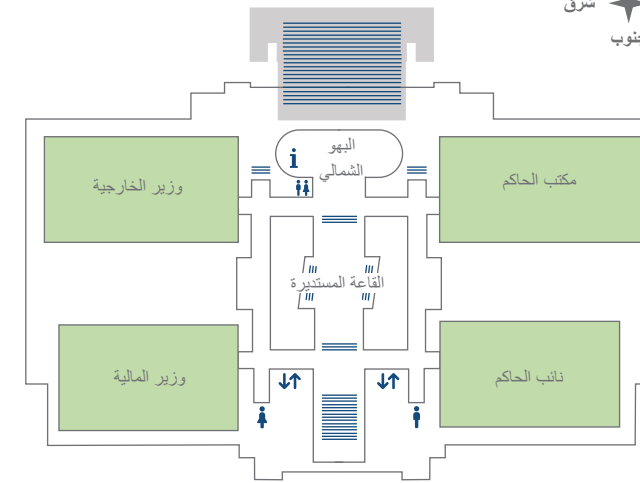 شرق
جنوب
البهو
الشمالي
وزير الخارجية
مكتب الحاكم
القاعة المستديرة
وزير المالية
نائب الحاكم